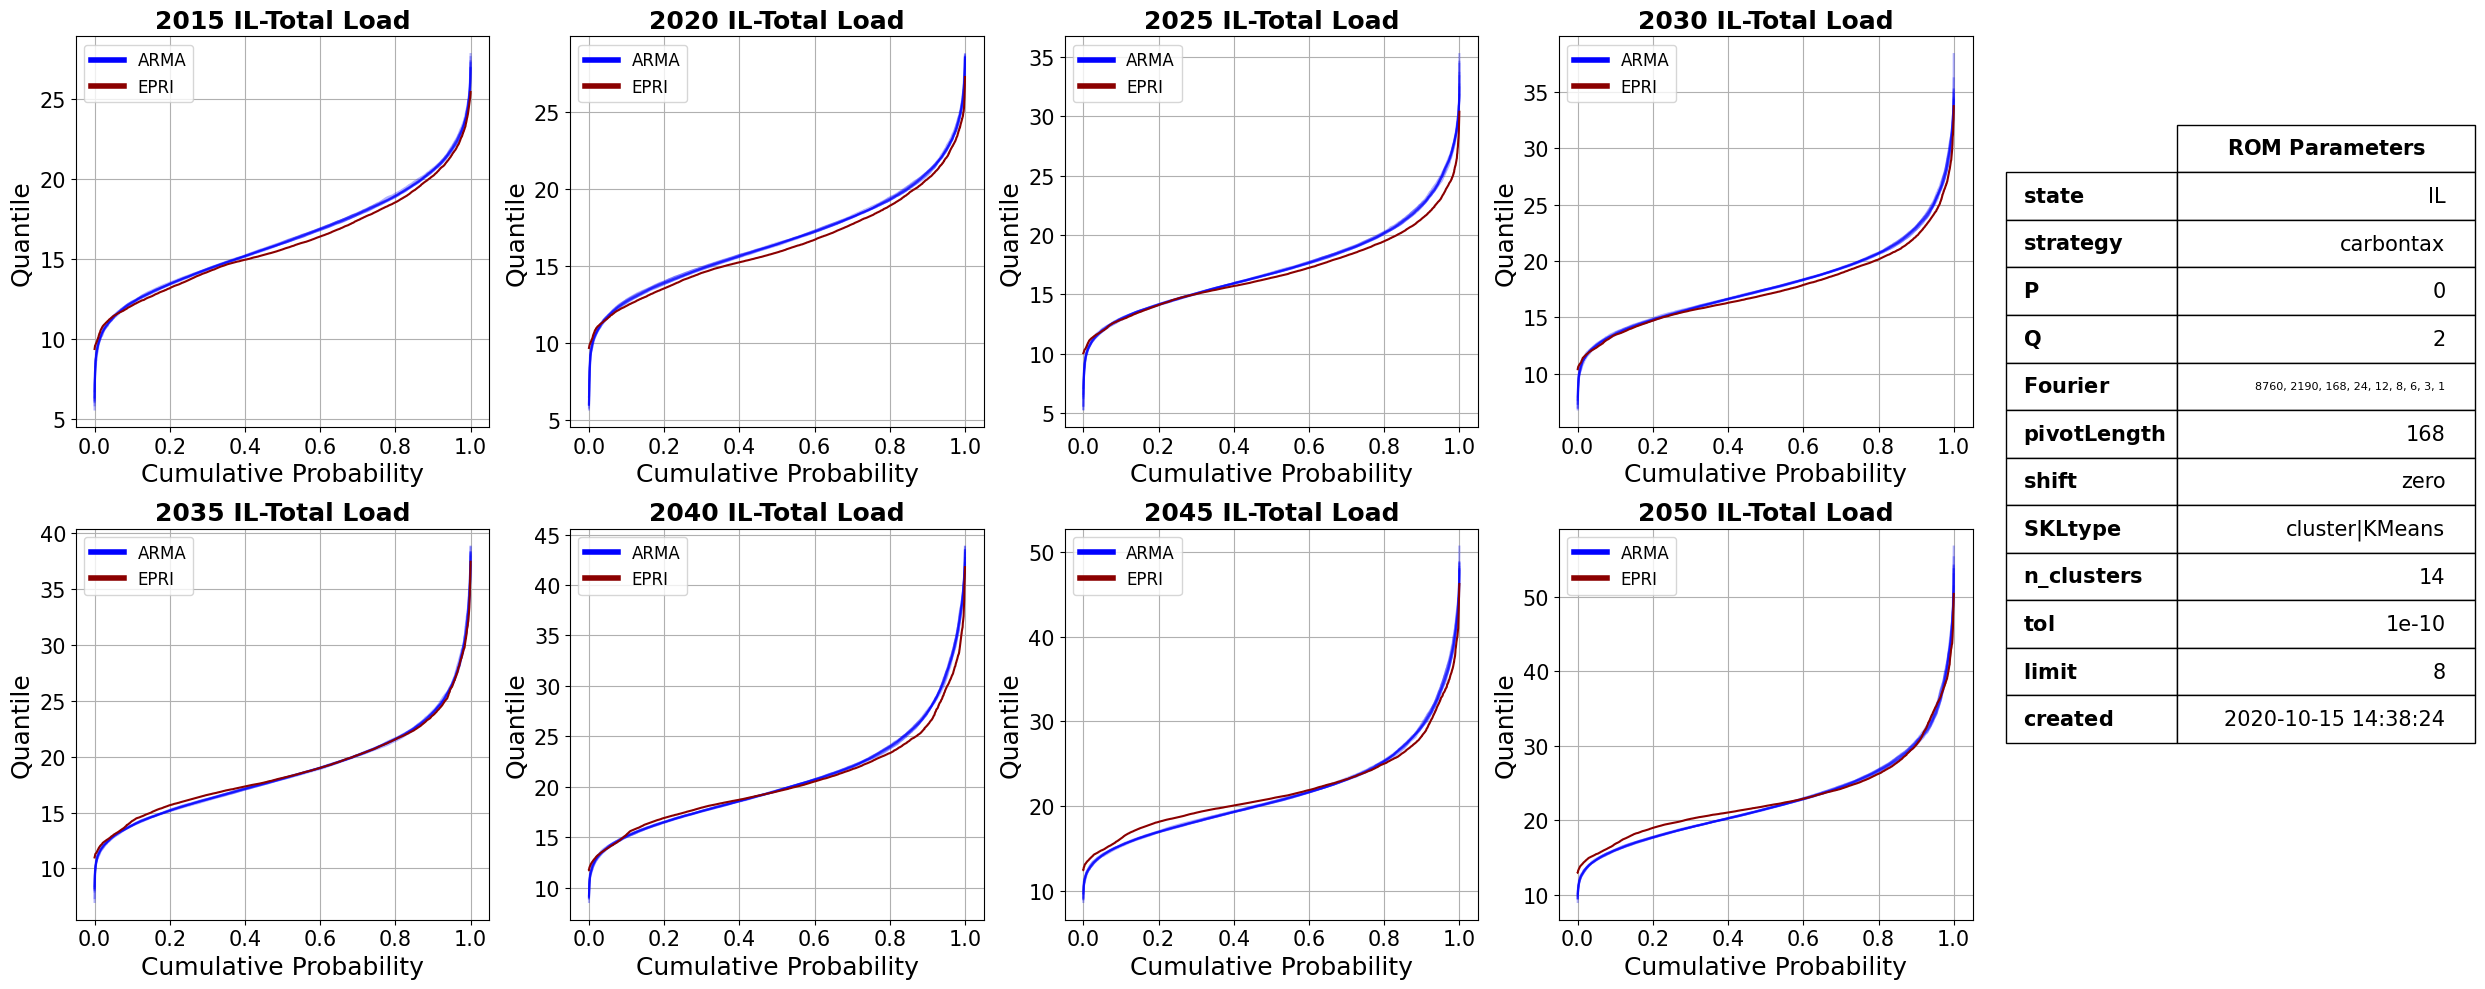 2015 IL-Total Load
ARMA
EPRI
25
20
15
10
5
0.0 0.2 0.4 0.6 0.8 1.0
Quantile
Cumulative Probability
2020 IL-Total Load
ARMA
EPRI
25
20
15
10
5
0.0 0.2 0.4 0.6 0.8 1.0
Quantile
Cumulative Probability
2025 IL-Total Load
ARMA
EPRI
35
30
25
20
15
10
5
0.0 0.2 0.4 0.6 0.8 1.0
Quantile
Cumulative Probability
2030 IL-Total Load
ARMA
EPRI
35
30
25
20
15
10
0.0 0.2 0.4 0.6 0.8 1.0
Quantile
Cumulative Probability
2035 IL-Total Load
ARMA
EPRI
40
35
30
25
20
15
10
0.0 0.2 0.4 0.6 0.8 1.0
Quantile
Cumulative Probability
2040 IL-Total Load
ARMA
EPRI
45
40
35
30
25
20
15
10
0.0 0.2 0.4 0.6 0.8 1.0
Quantile
Cumulative Probability
2045 IL-Total Load
ARMA
EPRI
50
40
30
20
10
0.0 0.2 0.4 0.6 0.8 1.0
Quantile
Cumulative Probability
2050 IL-Total Load
ARMA
EPRI
50
40
30
20
10
0.0 0.2 0.4 0.6 0.8 1.0
Quantile
Cumulative Probability
ROM Parameters
state IL
strategy carbontax
P 0
Q 2
Fourier 8760, 2190, 168, 24, 12, 8, 6, 3, 1
pivotLength 168
shift zero
SKLtype cluster|KMeans
n_clusters 14
tol 1e-10
limit 8
created 2020-10-15 14:38:24